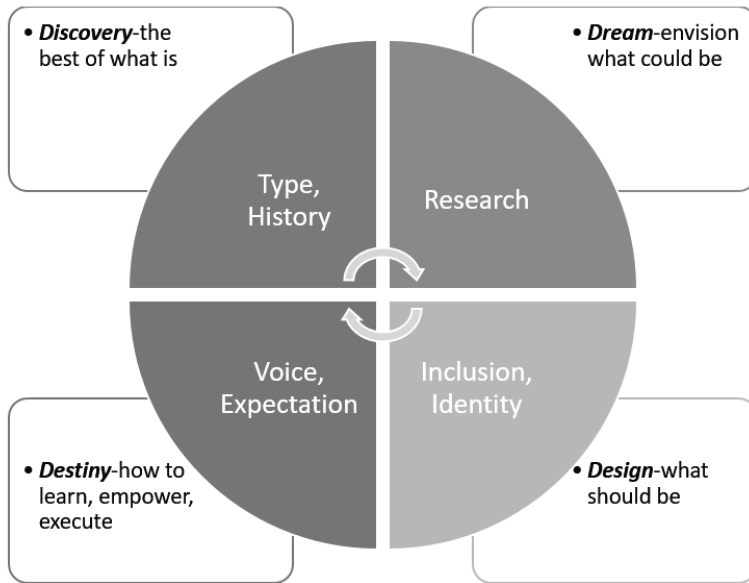 • Discovery-the
best of what is
• Dream-envision
what could be
Type,
History
Research
Voice,
Expectation
Inclusion,
Identity
• Destiny-how to
learn, empower,
execute
• Design-what
should be